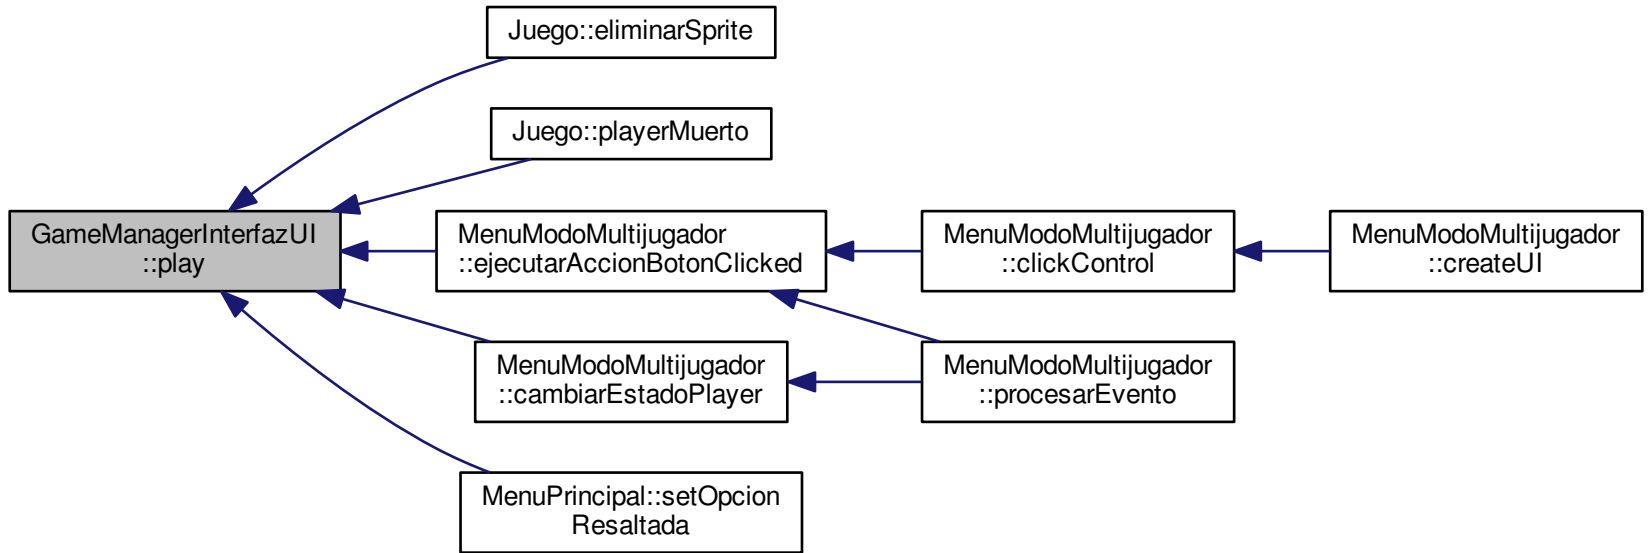 Juego::eliminarSprite
Juego::playerMuerto
GameManagerInterfazUI
::play
MenuModoMultijugador
::ejecutarAccionBotonClicked
MenuModoMultijugador
::clickControl
MenuModoMultijugador
::createUI
MenuModoMultijugador
::cambiarEstadoPlayer
MenuModoMultijugador
::procesarEvento
MenuPrincipal::setOpcion
Resaltada